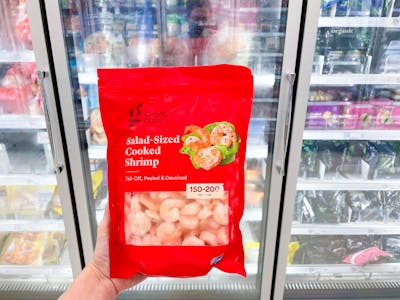 Salad-Sized
Cooked
Shrimp
Tail-Off, Peeled & Deveined
150-200